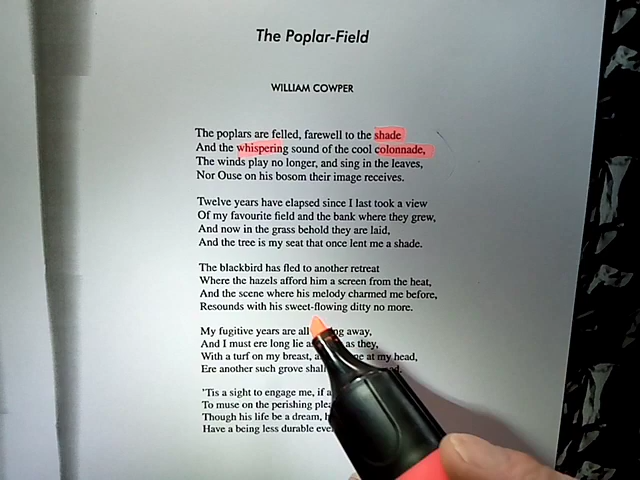 The Poplar-Field
WILLIAM COWPER
The poplars are felled, farewell to the shade
And the whispering sound of the cool colonnade,
The winds play no longer, and sing in the leaves,
Nor Ouse on his bosom their image receives.
Twelve years have elapsed since I last took a view
Of my favourite field and the bank where they grew,
And now in the grass behold they are laid,
And the tree is my seat that once lent me a shade.
The blackbird has fled to another retreat
Where the hazels afford him a screen from the heat,
And the scene where his melody charmed me before,
Resounds with his sweet-flowing ditty no more.
My fugitive years are all away,
And I must ere long lie as they,
With a turf on my breast, at my head,
Ere another such grove
'Tis a sight to engage me, if
To muse on the perishing
Though his life be a dream,
Have a being less durable